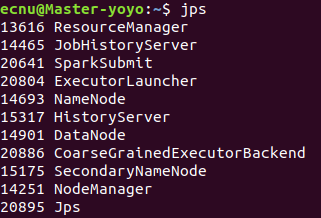 ecnu@Master-yoyo:~$ jps
13616 ResourceManager
14465 JobHistoryServer
20641 SparkSubmit
20804 ExecutorLauncher
14693 NameNode
15317 HistoryServer
14901 DataNode
20886 CoarseGrainedExecutorBackend
15175 SecondaryNameNode
14251 NodeManager
20895 Jps